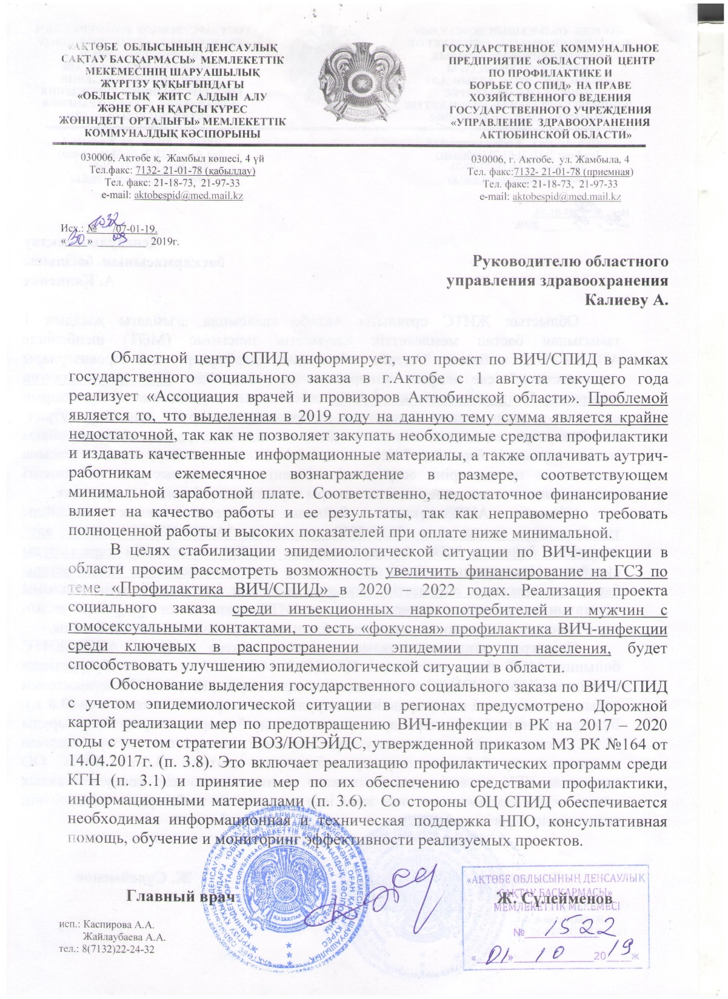 «АҚТӨБЕ ОБЛЫСЫНЫҢ ДЕНСАУЛЫҚ
САҚТАУ БАСҚАРМАСЫ» МЕМЛЕКЕТТІК
МЕКЕМЕСІНІҢ ШАРУАШЫЛЫҚ
ЖҮРГІЗУ ҚҰҚЫҒЫНДАҒЫ
«ОБЛЫСТЫҚ ЖИТС АЛДЫН АЛУ
ЖӘНЕ ОҒАН ҚАРСЫ КҮРЕС
ЖӨНІНДЕГІ ОРТАЛЫҒЫ» МЕМЛЕКЕТТІК
КОММУНАЛДЫҚ КӘСІПОРЫНЫ
030006, Ақтөбе қ, Жамбыл көшесі, 4 үй
Тел.факс: 7132- 21-01-78 (қабылдау)
Тел. факс: 21-18-73, 21-97-33
e-mail: aktobespid@med.mail.kz
ГОСУДАРСТВЕННОЕ КОММУНАЛЬНОЕ
ПРЕДПРИЯТИЕ «ОБЛАСТНОЙ ЦЕНТР
ПО ПРОФИЛАКТИКЕ И
БОРЬБЕ СО СПИД» НА ПРАВЕ
ХОЗЯЙСТВЕННОГО ВЕДЕНИЯ
ГОСУДАРСТВЕННОГО УЧРЕЖДЕНИЯ
«УПРАВЛЕНИЕ ЗДРАВООХРАНЕНИЯ
АКТЮБИНСКОЙ ОБЛАСТИ»
030006, г. Актобе, ул. Жамбыла, 4
Тел. факс:7132- 21-01-78 (приемная)
Тел. факс: 21-18-73, 21-97-33
e-mail: aktobespid@med.mail.kz
Исх.: № 1032 /07-01-19.
«30» 09 2019г.
Руководителю областного
управления здравоохранения
Калиеву А.
Областной центр СПИД информирует, что проект по ВИЧ/СПИД в рамках
государственного социального заказа в г.Актобе с 1 августа текущего года
реализует «Ассоциация врачей и провизоров Актюбинской области». Проблемой
является то, что выделенная в 2019 году на данную тему сумма является крайне
недостаточной, так как не позволяет закупать необходимые средства профилактики
и издавать качественные информационные материалы, а также оплачивать аутрич-
работникам ежемесячное вознаграждение в размере, соответствующем
минимальной заработной плате. Соответственно, недостаточное финансирование
влияет на качество работы и ее результаты, так как неправомерно требовать
полноценной работы и высоких показателей при оплате ниже минимальной.
В целях стабилизации эпидемиологической ситуации по ВИЧ-инфекции в
области просим рассмотреть возможность увеличить финансирование на ГСЗ по
теме «Профилактика ВИЧ/СПИД» в 2020 – 2022 годах. Реализация проекта
социального заказа среди инъекционных наркопотребителей и мужчин с
гомосексуальными контактами, то есть «фокусная» профилактика ВИЧ-инфекции
среди ключевых в распространении эпидемии групп населения, будет
способствовать улучшению эпидемиологической ситуации в области.
Обоснование выделения государственного социального заказа по ВИЧ/СПИД
с учетом эпидемиологической ситуации в регионах предусмотрено Дорожной
картой реализации мер по предотвращению ВИЧ-инфекции в РК на 2017 – 2020
годы с учетом стратегии ВОЗ/ЮНЭЙДС, утвержденной приказом МЗ РК №164 от
14.04.2017г. (п. 3.8). Это включает реализацию профилактических программ среди
КГН (п. 3.1) и принятие мер по их обеспечению средствами профилактики,
информационными материалами (п. 3.6). Со стороны ОЦ СПИД обеспечивается
необходимая информационная и техническая поддержка НПО, консультативная
помощь, обучение и мониторинг эффективности реализуемых проектов.
Главный врач
Ж. Сулейменов
«АҚТӨБЕ ОБЛЫСЫНЫҢ ДЕНСАУЛЫҚ
САҚТАУ БАСҚАРМАСЫ»
МЕМЛЕКЕТТІК МЕКЕМЕСІ
№ 1522
«01» 10 2019 ж
исп.: Каспирова А.А.
Жайлаубаева А.А.
тел.: 8(7132)22-24-32